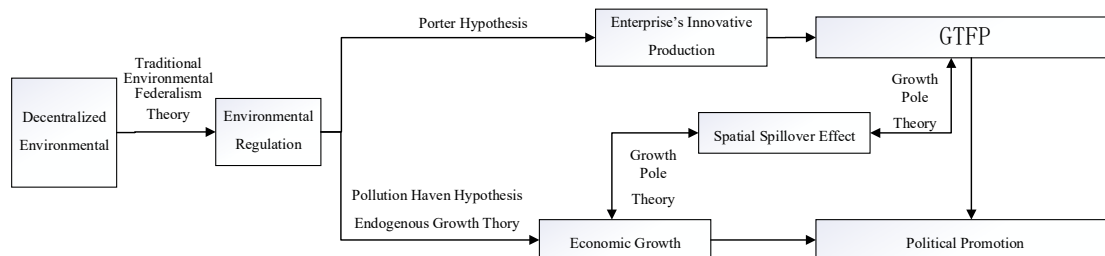 Porter Hypothesis
Enterprise's Innovative
Production
GTFP
Traditional
Environmental
Federalism
Theory
Decentralized
Environmental
Environmental
Regulation
Growth
Pole
Theory
Spatial Spillover Effect
Growth
Pole
Theory
Pollution Haven Hypothesis
Endogenous Growth Thory
Economic Growth
Political Promotion